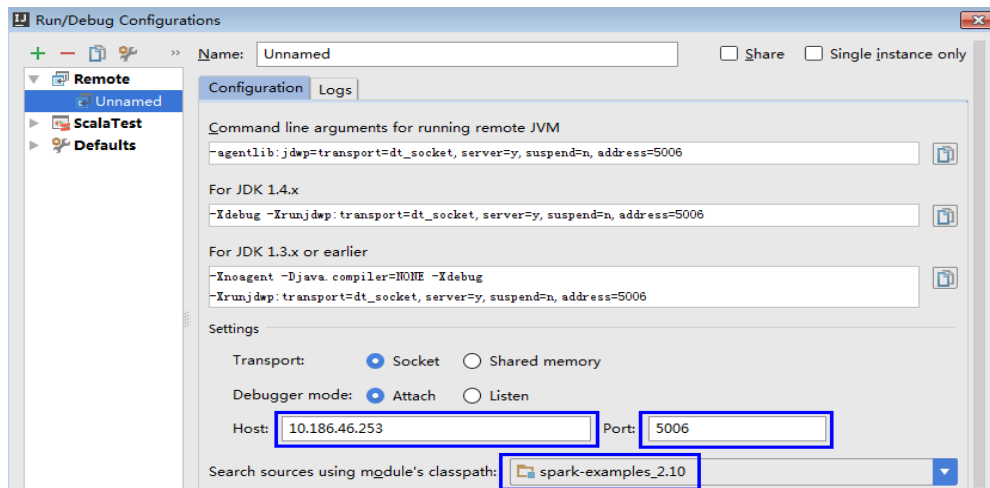 Run/Debug Configurations
Name: Unnamed Share Single instance only
Remote
Unnamed
ScalaTest
Defaults
Configuration Logs
Command line arguments for running remote JVM
-agentlib:jdwp=transport=dt_socket, server=y, suspend=n, address=5006
For JDK 1.4.x
-Xdebug -Xrunjdwp:transport=dt_socket, server=y, suspend=n, address=5006
For JDK 1.3.x or earlier
-Xnoagent -Djava.compiler=NONE -Xdebug
-Xrunjdwp:transport=dt_socket, server=y, suspend=n, address=5006
Settings
Transport: Socket Shared memory
Debugger mode: Attach Listen
Host: 10.186.46.253 Port: 5006
Search sources using module's classpath: spark-examples_2.10